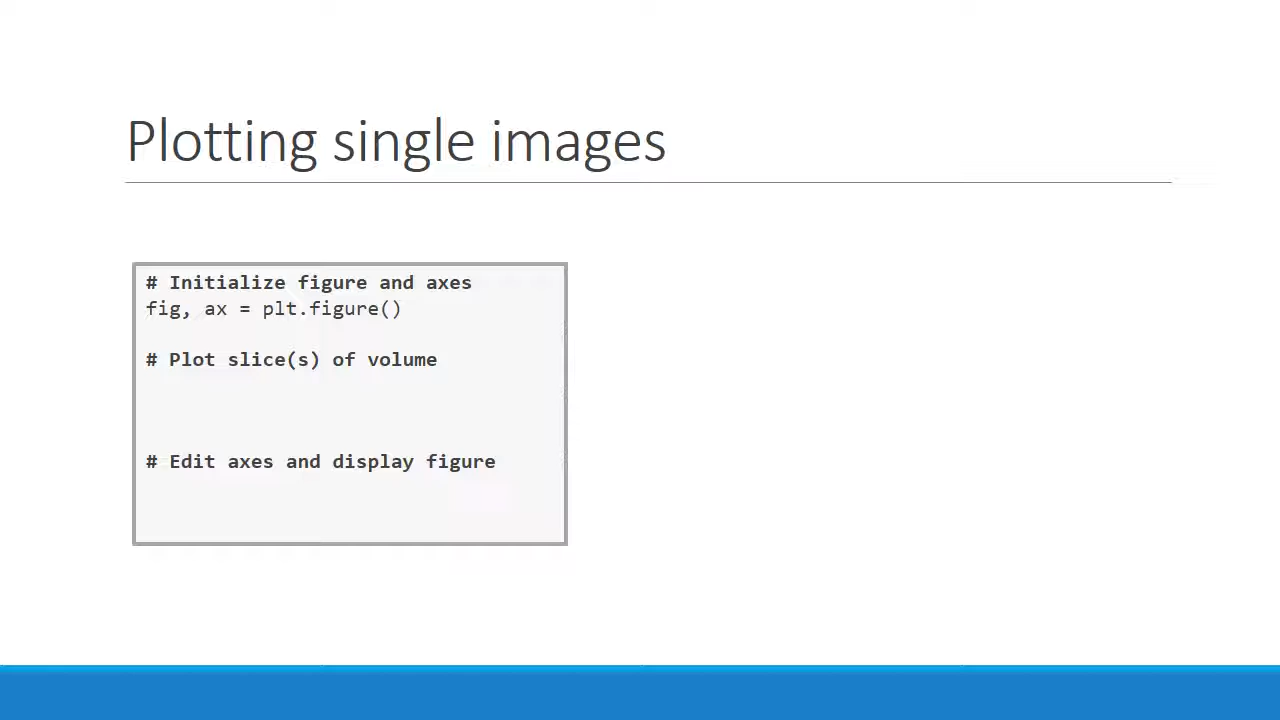 Plotting single images
# Initialize figure and axes
fig, ax = plt.figure()
# Plot slice(s) of volume
# Edit axes and display figure